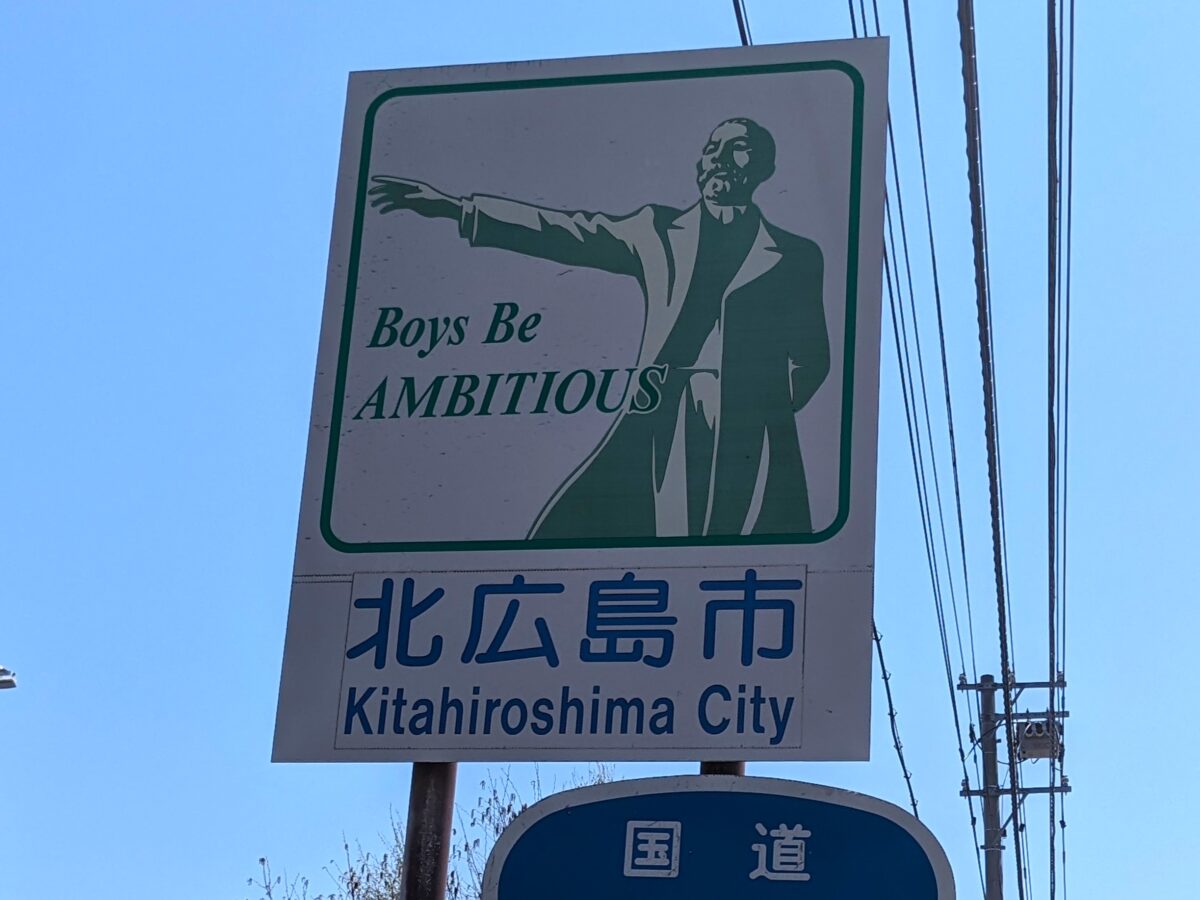 Boys Be
AMBITIOUS
北広島市
Kitahiroshima City
国道